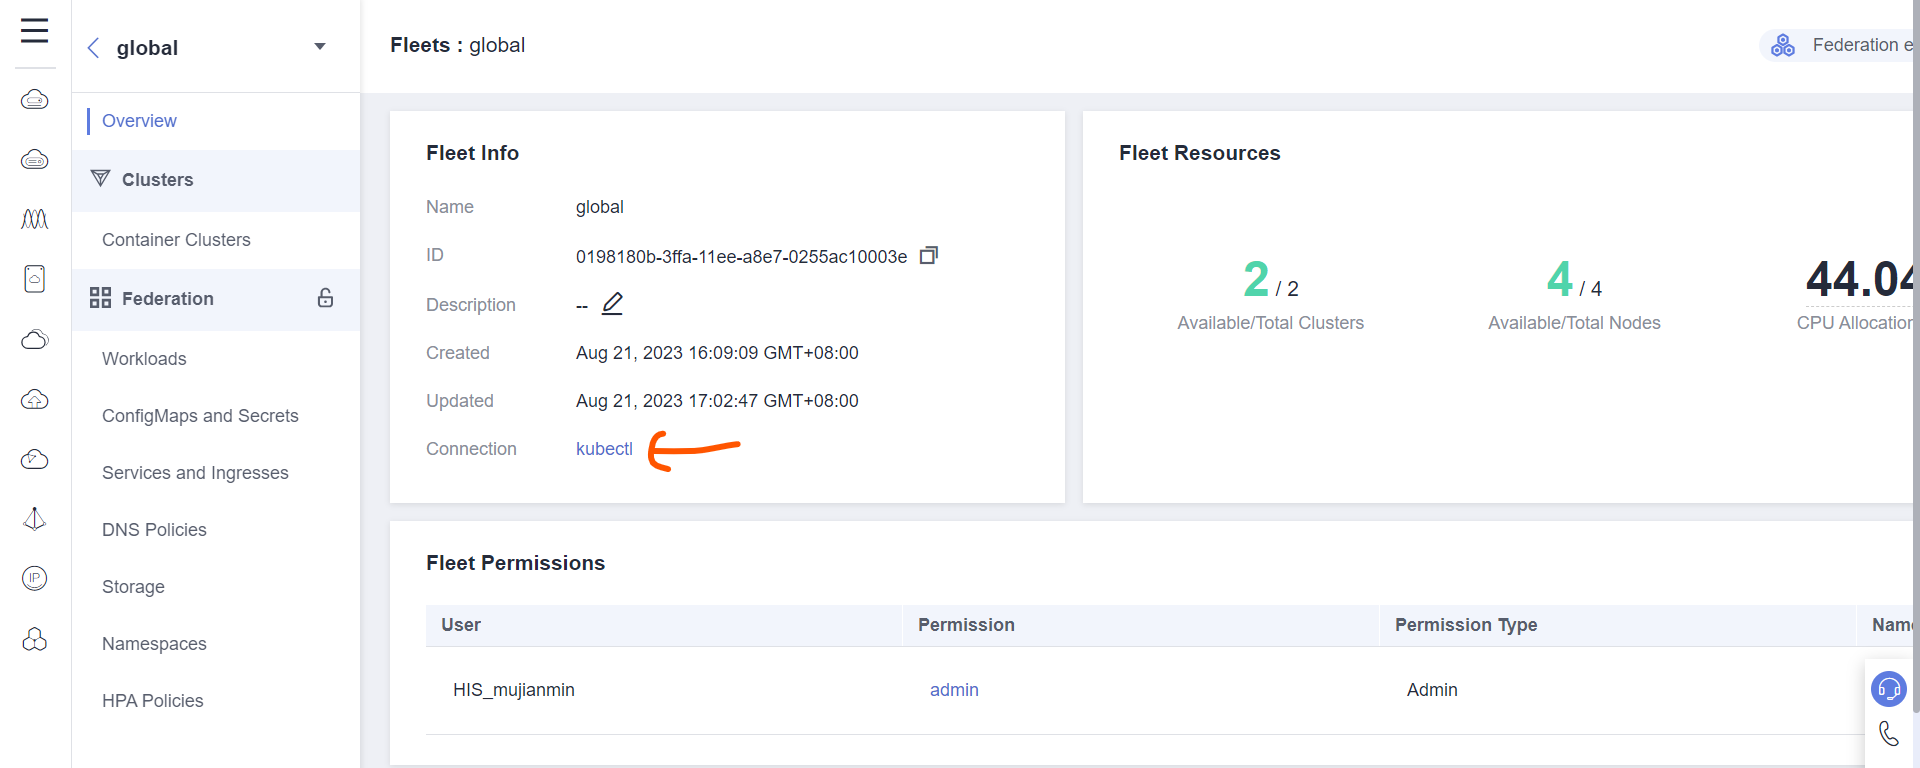 global
Fleets : global
Federation e
Overview
Clusters
Container Clusters
Federation
Workloads
ConfigMaps and Secrets
Services and Ingresses
DNS Policies
Storage
Namespaces
HPA Policies
Fleet Info
Name global
ID 0198180b-3ffa-11ee-a8e7-0255ac10003e
Description --
Created Aug 21, 2023 16:09:09 GMT+08:00
Updated Aug 21, 2023 17:02:47 GMT+08:00
Connection kubectl
Fleet Resources
2 / 2
Available/Total Clusters
4 / 4
Available/Total Nodes
44.04
CPU Allocation
Fleet Permissions
User Permission Permission Type Name
HIS_mujianmin admin Admin
IP